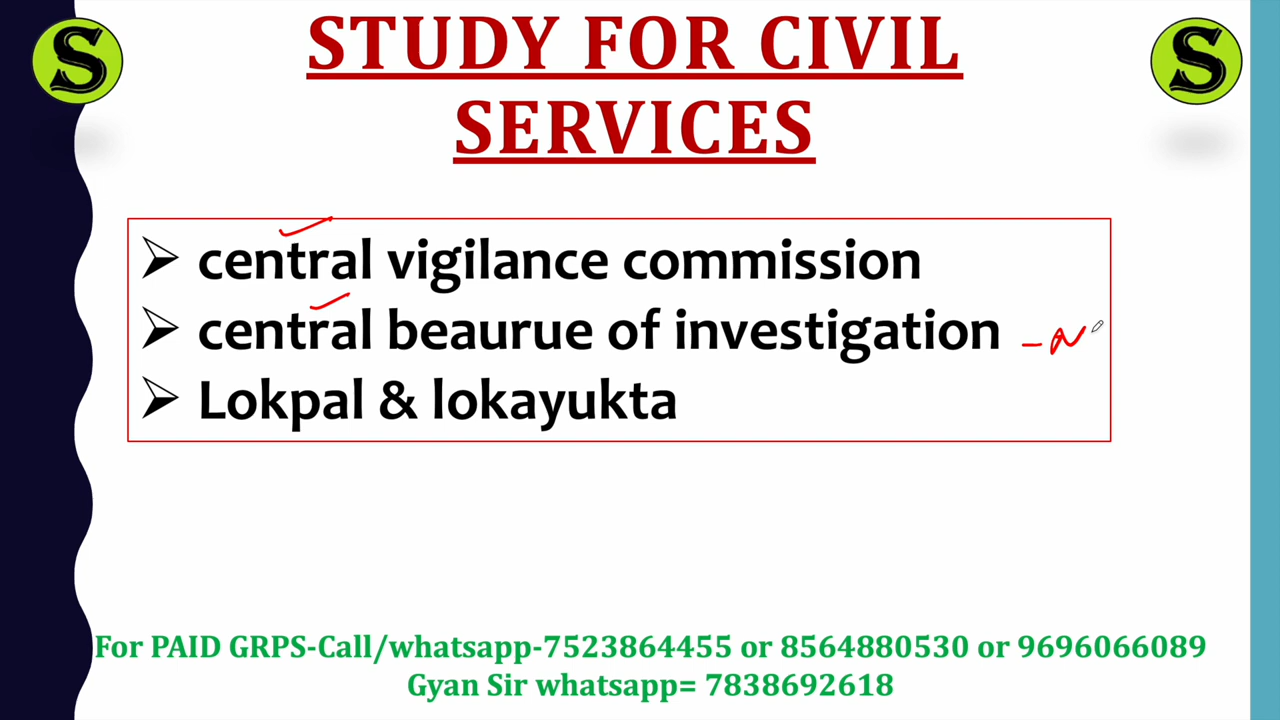 S
S
STUDY FOR CIVIL
SERVICES
➢ central vigilance commission
➢ central beaurue of investigation
➢ Lokpal & lokayukta
For PAID GRPS-Call/whatsapp-7523864455 or 8564880530 or 9696066089
Gyan Sir whatsapp= 7838692618